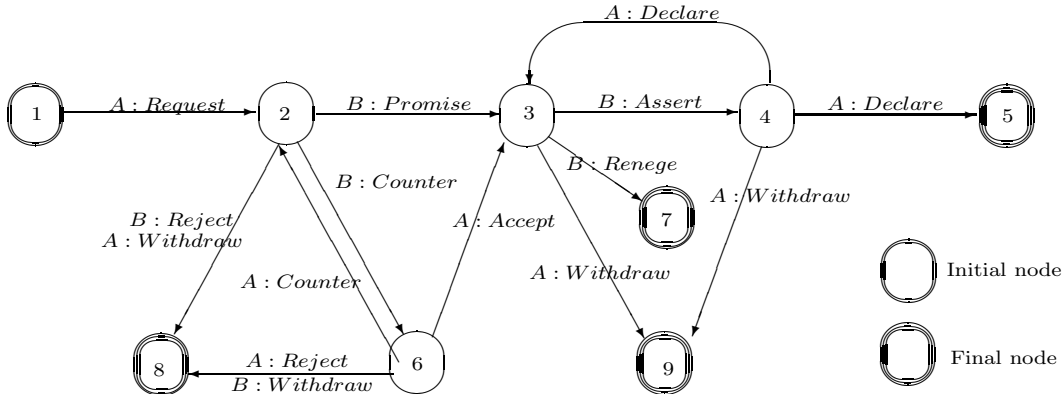 A : Declare
1
A : Request
2
B : Promise
3
B : Assert
4
A : Declare
5
B : Renege
B : Counter
A : Withdraw
B : Reject
A : Accept
7
A : Withdraw
A : Withdraw
Initial node
A : Counter
A : Reject
6
8
9
B : Withdraw
Final node